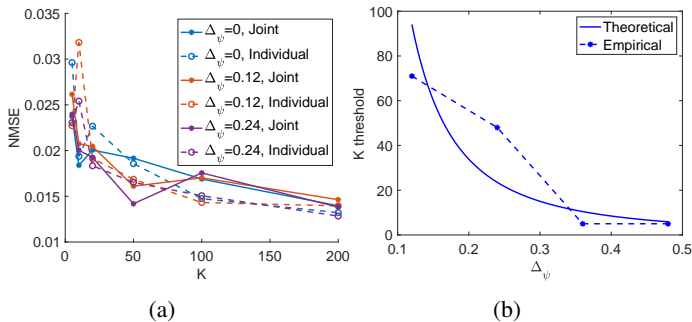 0.035
0.03
0.025
0.02
0.015
0.01
NMSE
0 50 100 150 200
K
Δψ=0, Joint
Δψ=0, Individual
Δψ=0.12, Joint
Δψ=0.12, Individual
Δψ=0.24, Joint
Δψ=0.24, Individual
(a)
100
80
60
40
20
0
K threshold
0.1 0.2 0.3 0.4 0.5
Δψ
Theoretical
Empirical
(b)